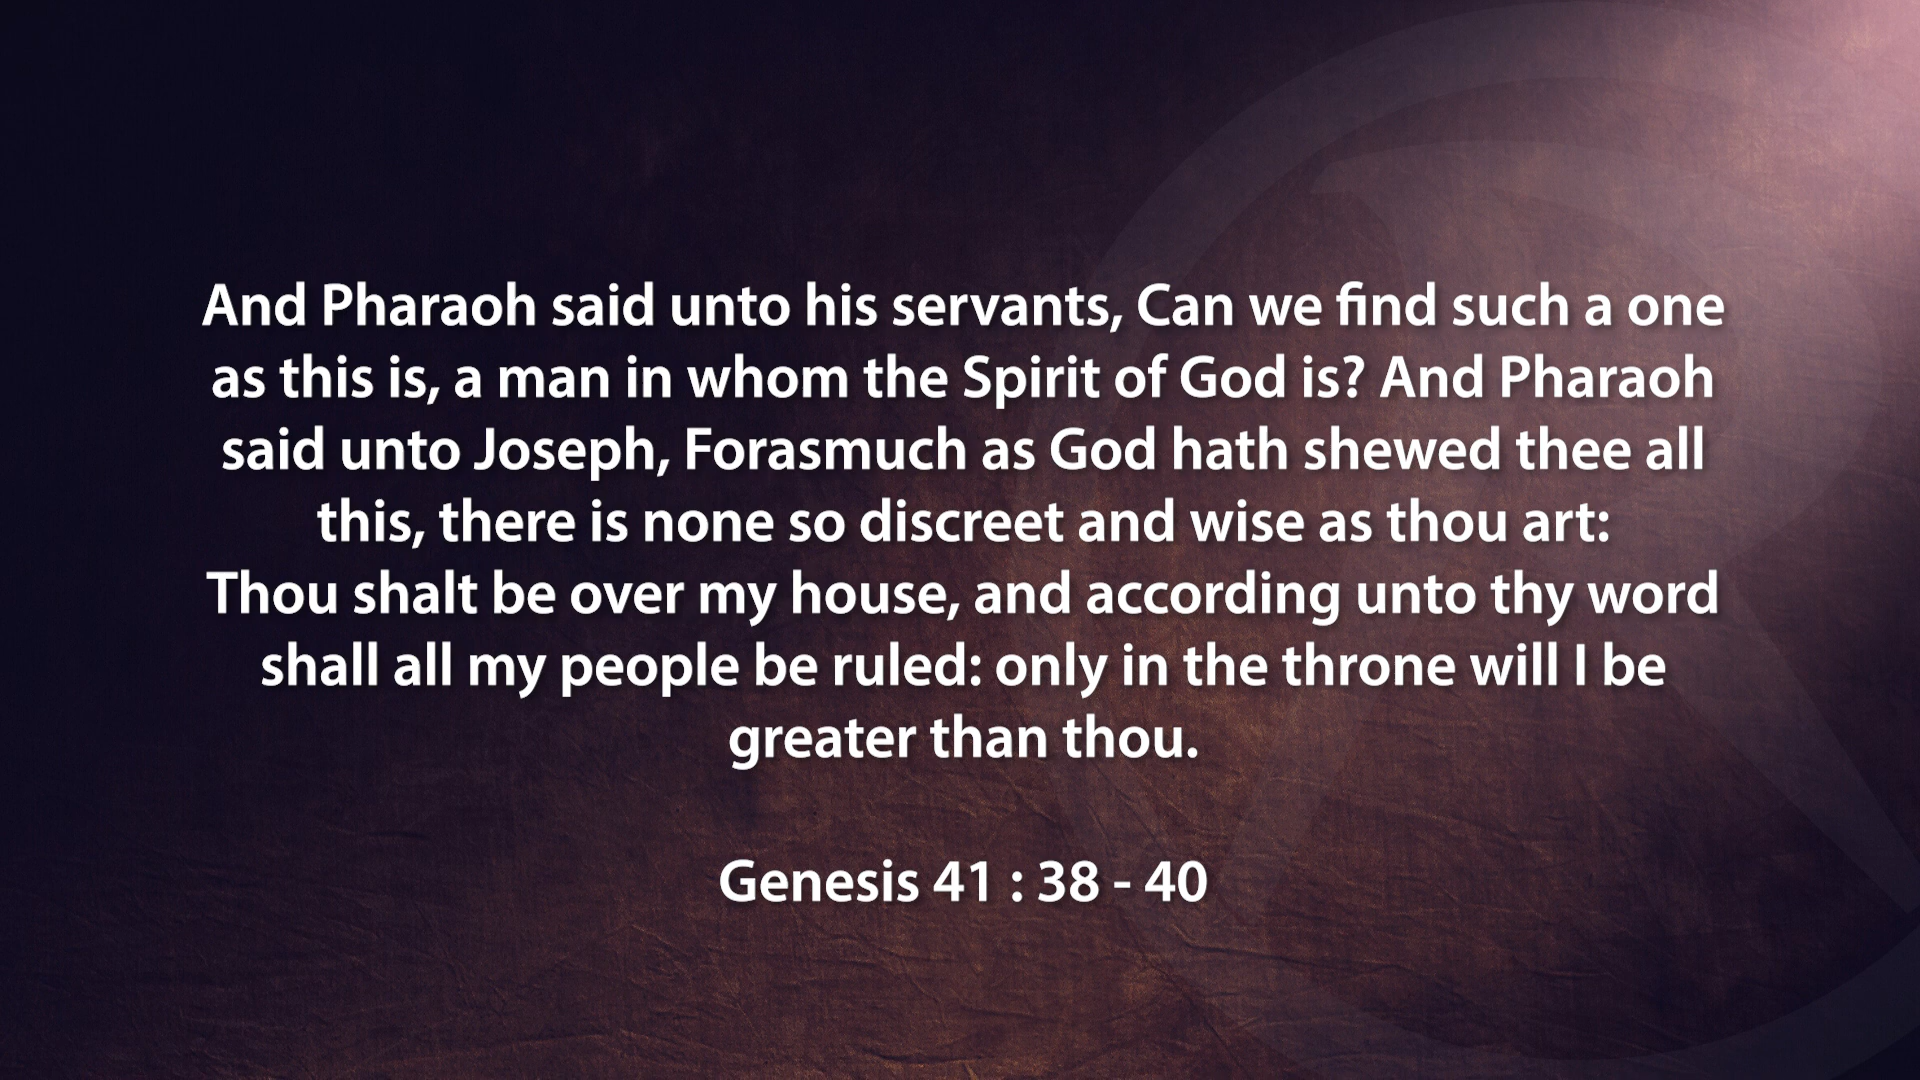 And Pharaoh said unto his servants, Can we find such a one
as this is, a man in whom the Spirit of God is? And Pharaoh
said unto Joseph, Forasmuch as God hath shewed thee all
this, there is none so discreet and wise as thou art:
Thou shalt be over my house, and according unto thy word
shall all my people be ruled: only in the throne will I be
greater than thou.
Genesis 41 : 38 - 40